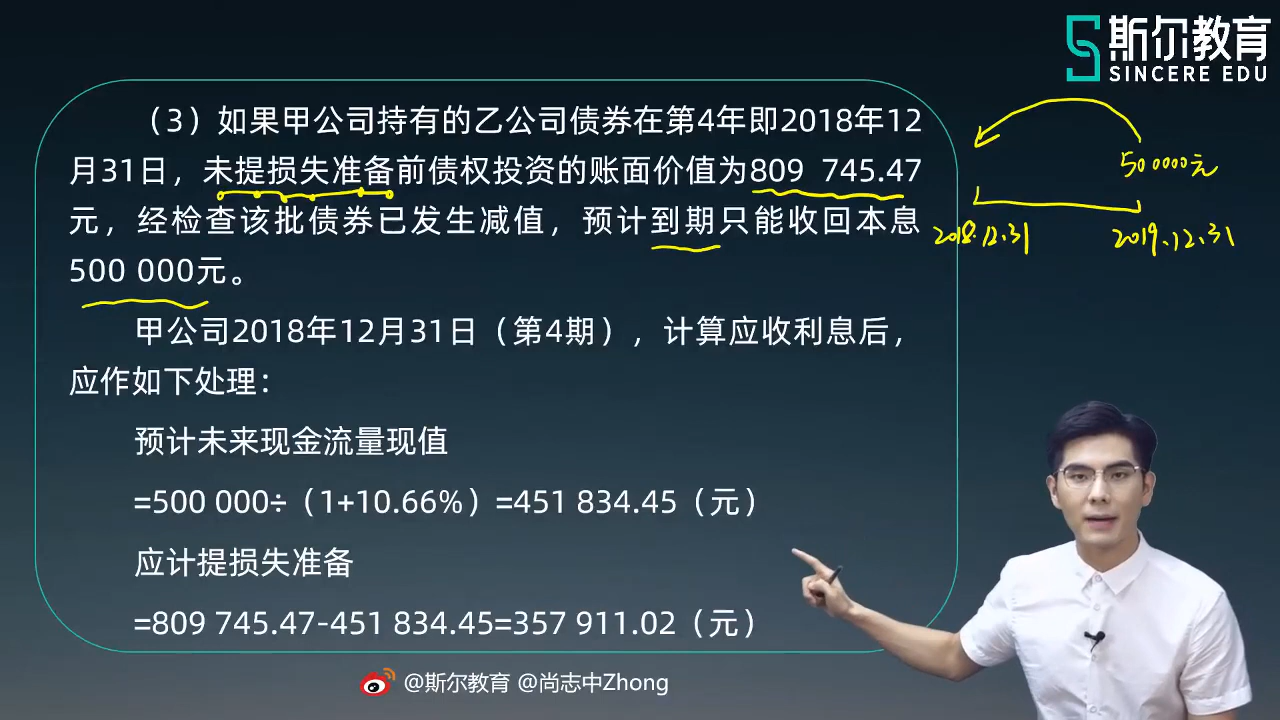 斯尔教育
SINCERE EDU
（3）如果甲公司持有的乙公司债券在第4年即2018年12
月31日，未提损失准备前债权投资的账面价值为809 745.47
元，经检查该批债券已发生减值，预计到期只能收回本息
500 000元。
500000元
2018.12.31
2019.12.31
甲公司2018年12月31日（第4期），计算应收利息后，
应作如下处理：
预计未来现金流量现值
=500 000÷（1+10.66%）=451 834.45（元）
应计提损失准备
=809 745.47-451 834.45=357 911.02（元）
@斯尔教育 @尚志中Zhong